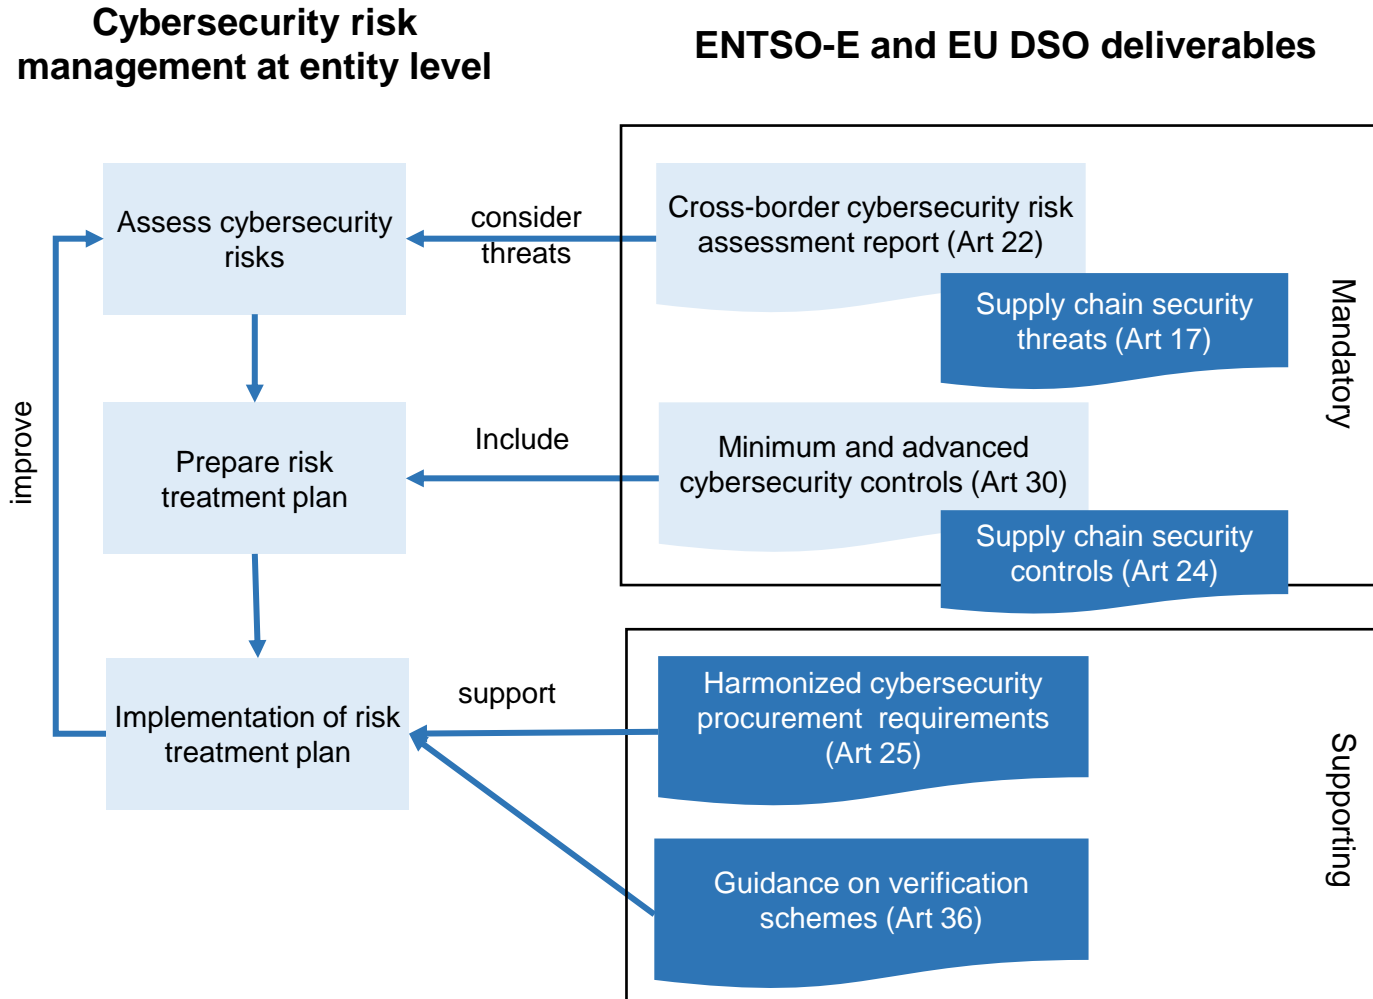 Cybersecurity risk
management at entity level
ENTSO-E and EU DSO deliverables
Assess cybersecurity
risks
consider
threats
Cross-border cybersecurity risk
assessment report (Art 22)
Supply chain security
threats (Art 17)
Mandatory
improve
Prepare risk
treatment plan
Include
Minimum and advanced
cybersecurity controls (Art 30)
Supply chain security
controls (Art 24)
Implementation of risk
treatment plan
support
Harmonized cybersecurity
procurement  requirements
(Art 25)
Supporting
Guidance on verification
schemes (Art 36)